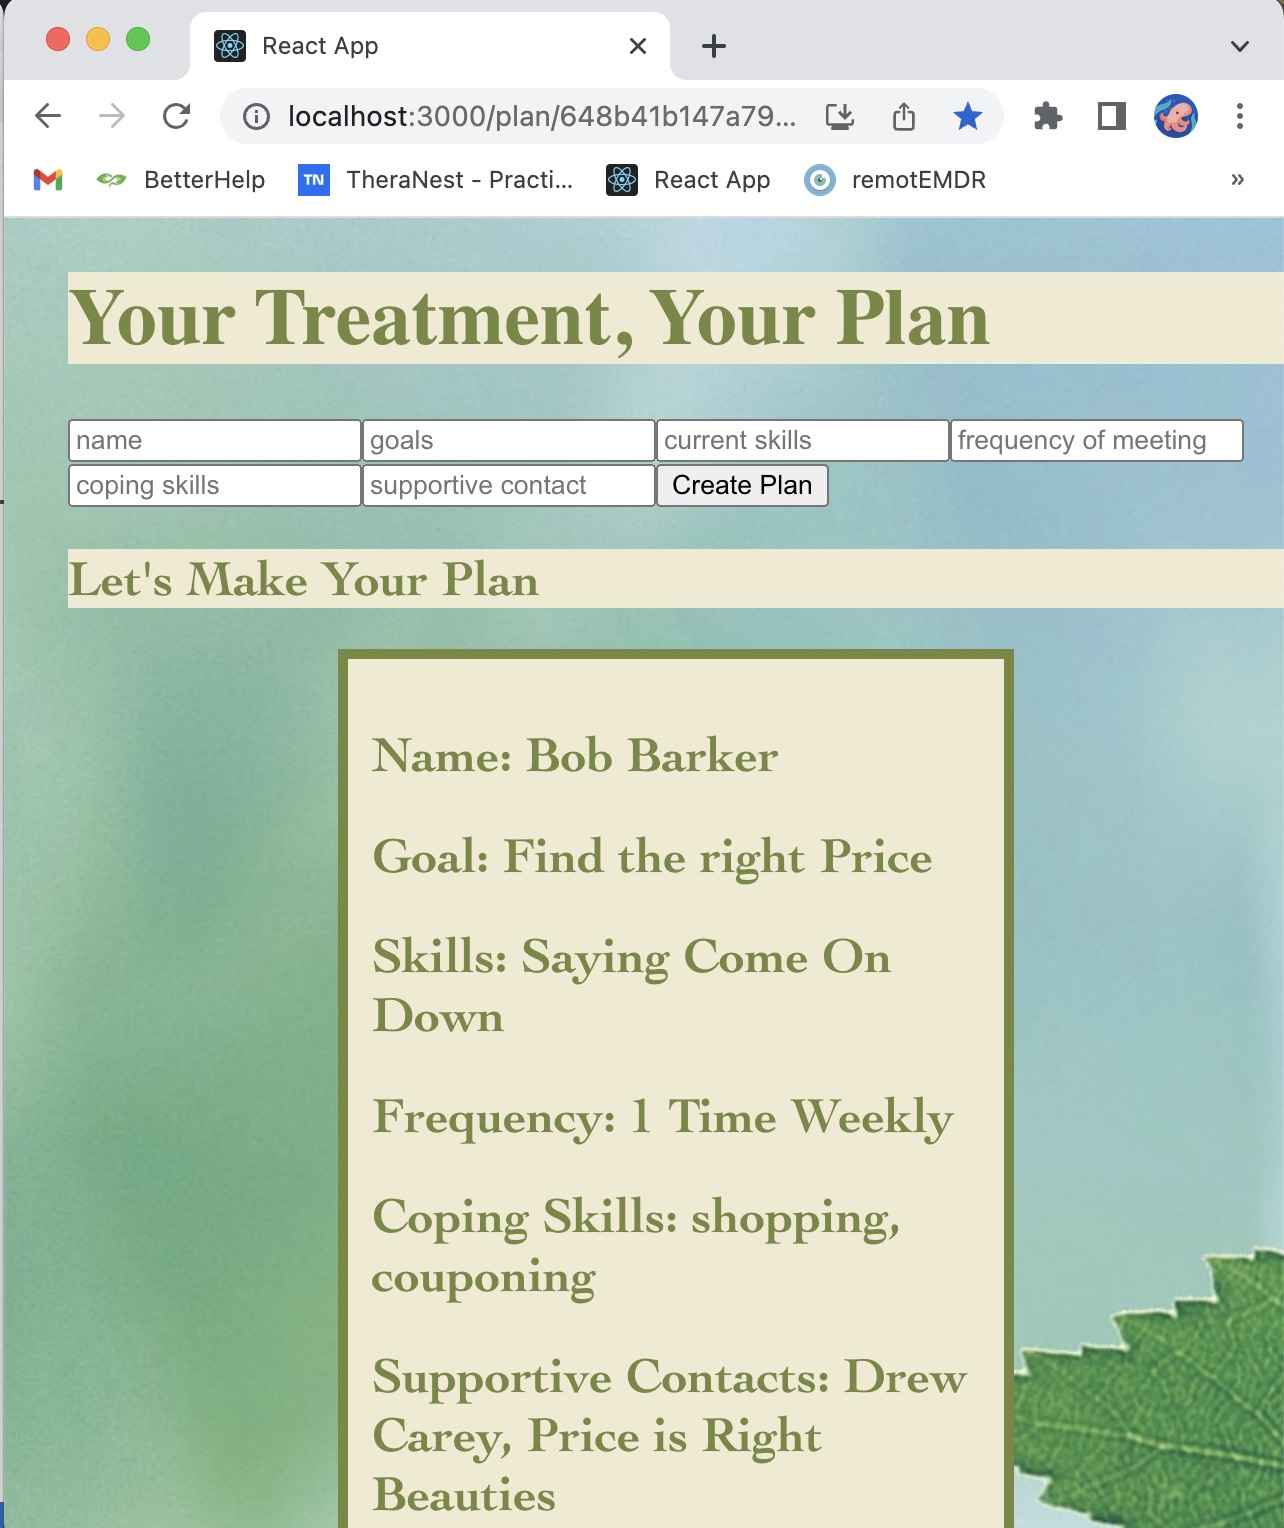 React App
localhost:3000/plan/648b41b147a79...
BetterHelp TN TheraNest - Practi... React App remotEMDR »
Your Treatment, Your Plan
name goals current skills frequency of meeting
coping skills supportive contact Create Plan
Let's Make Your Plan
Name: Bob Barker
Goal: Find the right Price
Skills: Saying Come On
Down
Frequency: 1 Time Weekly
Coping Skills: shopping,
couponing
Supportive Contacts: Drew
Carey, Price is Right
Beauties